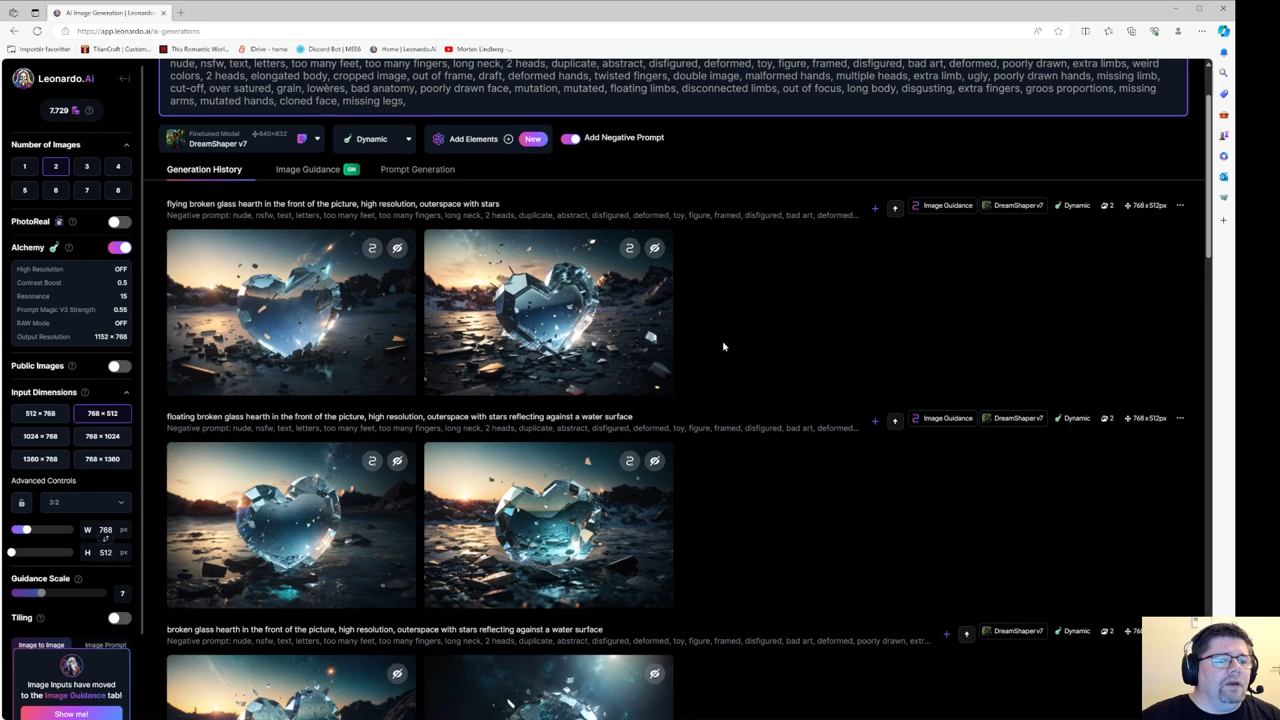 AI Image Generation | Leonardo.
https://app.leonardo.ai/ai-generations
Importér favoritter
TitanCraft | Custom...
This Romantic Worl...
IDrive - home
Discord Bot | MEE6
Home | Leonardo.Ai
Morten Lindberg -...
nude, nsfw, text, letters, too many feet, too many fingers, long neck, 2 heads, duplicate, abstract, disfigured, deformed, toy, figure, framed, disfigured, bad art, deformed, poorly drawn, extra limbs, weird
colors, 2 heads, elongated body, cropped image, out of frame, draft, deformed hands, twisted fingers, double image, malformed hands, multiple heads, extra limb, ugly, poorly drawn hands, missing limb,
cut-off, over satured, grain, lowères, bad anatomy, poorly drawn face, mutation, mutated, floating limbs, disconnected limbs, out of focus, long body, disgusting, extra fingers, groos proportions, missing
arms, mutated hands, cloned face, missing legs,
Leonardo.Ai
7.729
Number of Images
1 2 3 4
5 6 7 8
PhotoReal
Alchemy
High Resolution OFF
Contrast Boost 0.5
Resonance 15
Prompt Magic V3 Strength 0.55
RAW Mode OFF
Output Resolution 1152 × 768
Public Images
Input Dimensions
512 × 768 768 × 512
1024 × 768 768 × 1024
1360 × 768 768 × 1360
Advanced Controls
3:2
W 768 px
H 512 px
Guidance Scale
7
Tiling
Image to Image Image Prompt
Image Inputs have moved
to the Image Guidance tab!
Show me!
Finetuned Model 640×832
DreamShaper v7
Dynamic
Add Elements New
Add Negative Prompt
Generation History Image Guidance ON Prompt Generation
flying broken glass hearth in the front of the picture, high resolution, outerspace with stars
Negative prompt: nude, nsfw, text, letters, too many feet, too many fingers, long neck, 2 heads, duplicate, abstract, disfigured, deformed, toy, figure, framed, disfigured, bad art, deformed...
Image Guidance DreamShaper v7 Dynamic 2 768 x 512px
floating broken glass hearth in the front of the picture, high resolution, outerspace with stars reflecting against a water surface
Negative prompt: nude, nsfw, text, letters, too many feet, too many fingers, long neck, 2 heads, duplicate, abstract, disfigured, deformed, toy, figure, framed, disfigured, bad art, deformed...
Image Guidance DreamShaper v7 Dynamic 2 768 x 512px
broken glass hearth in the front of the picture, high resolution, outerspace with stars reflecting against a water surface
Negative prompt: nude, nsfw, text, letters, too many feet, too many fingers, long neck, 2 heads, duplicate, abstract, disfigured, deformed, toy, figure, framed, disfigured, bad art, deformed, poorly drawn, extr...
DreamShaper v7 Dynamic 2 768